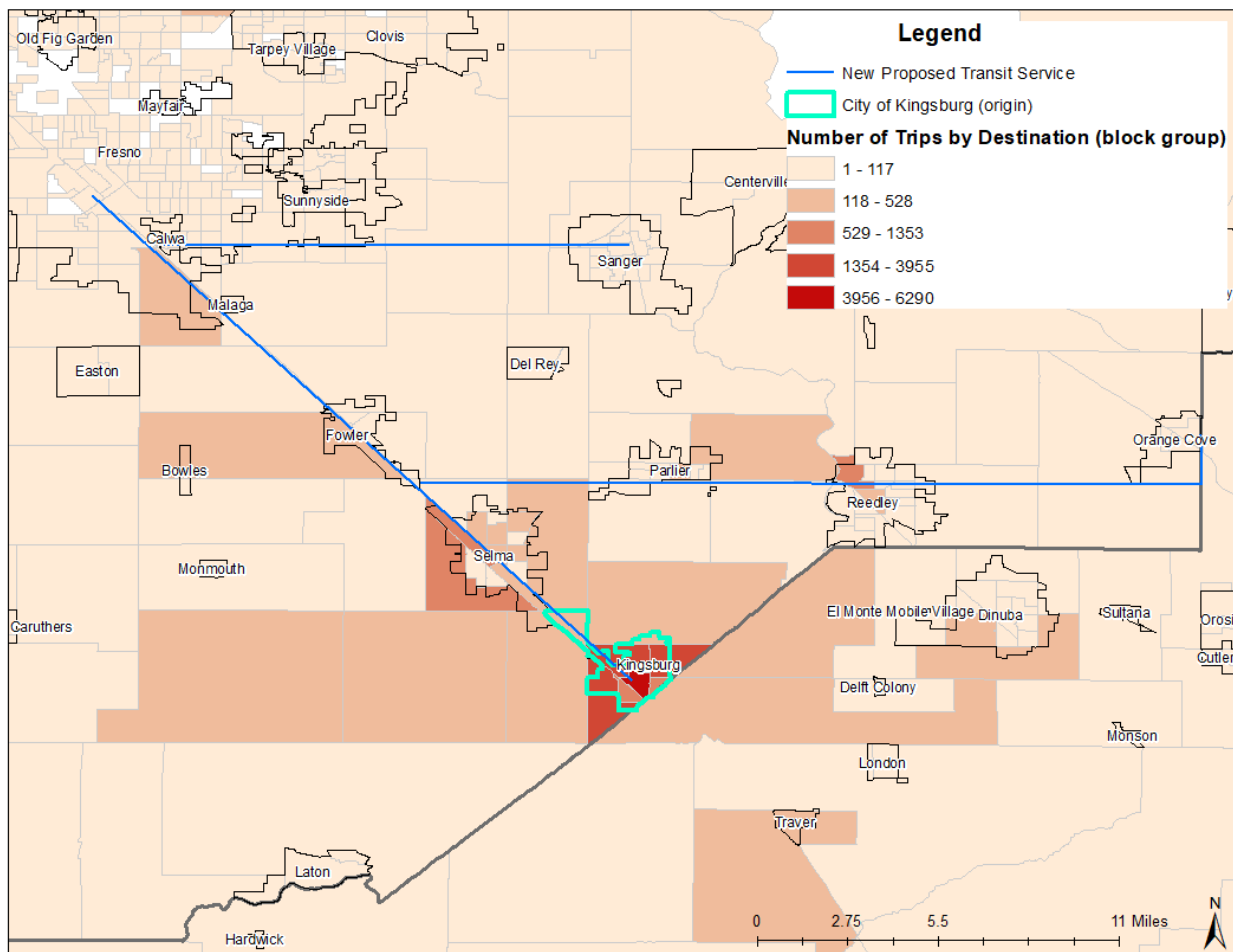 Legend
New Proposed Transit Service
City of Kingsburg (origin)
Number of Trips by Destination (block group)
1 - 117
118 - 528
529 - 1353
1354 - 3955
3956 - 6290
Old Fig Garden
Tarpey Village
Clovis
Mayfair
Fresno
Sunnyside
Centerville
Calwa
Sanger
Malaga
Easton
Del Rey
Fowler
Orange Cove
Bowles
Parlier
Reedley
Selma
Monmouth
Caruthers
El Monte Mobile Village
Dinuba
Sultana
Orosi
Cutler
Kingsburg
Delft Colony
Monson
London
Traver
Laton
Hardwick
0 2.75 5.5 11 Miles
N